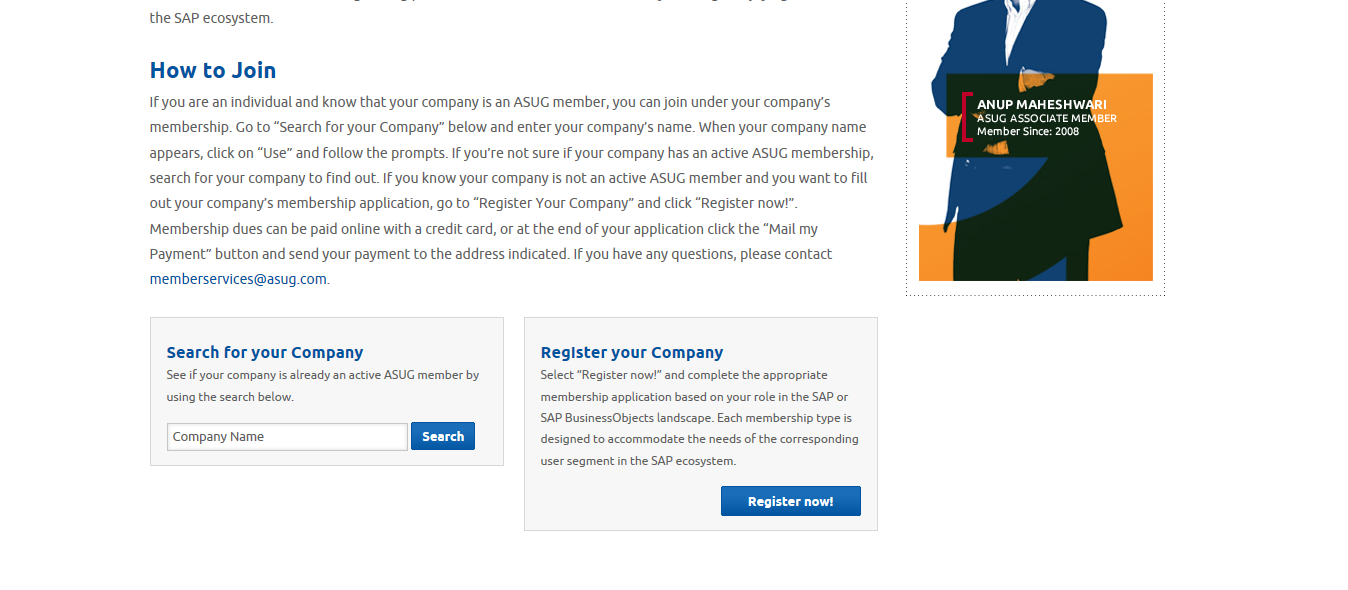 the SAP ecosystem.
How to Join
If you are an individual and know that your company is an ASUG member, you can join under your company’s
membership. Go to “Search for your Company” below and enter your company’s name. When your company name
appears, click on “Use” and follow the prompts. If you’re not sure if your company has an active ASUG membership,
search for your company to find out. If you know your company is not an active ASUG member and you want to fill
out your company’s membership application, go to “Register Your Company” and click “Register now!”.
Membership dues can be paid online with a credit card, or at the end of your application click the “Mail my
Payment” button and send your payment to the address indicated. If you have any questions, please contact
memberservices@asug.com.
Search for your Company
See if your company is already an active ASUG member by
using the search below.
Company Name
Search
Register your Company
Select “Register now!” and complete the appropriate
membership application based on your role in the SAP or
SAP BusinessObjects landscape. Each membership type is
designed to accommodate the needs of the corresponding
user segment in the SAP ecosystem.
Register now!
ANUP MAHESHWARI
ASUG ASSOCIATE MEMBER
Member Since: 2008